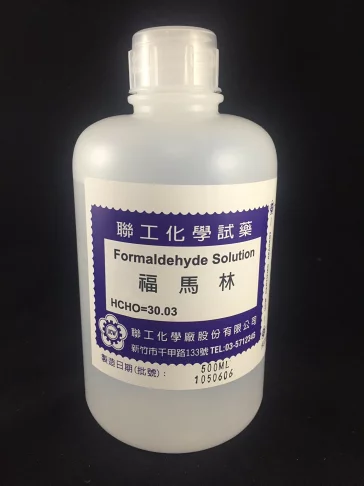 聯工化學試藥
Formaldehyde Solution
福馬林
HCHO=30.03
聯工化學廠股份有限公司
新竹市千甲路133號 TEL:03-5712345
製造日期(批號):
500ML
1050606